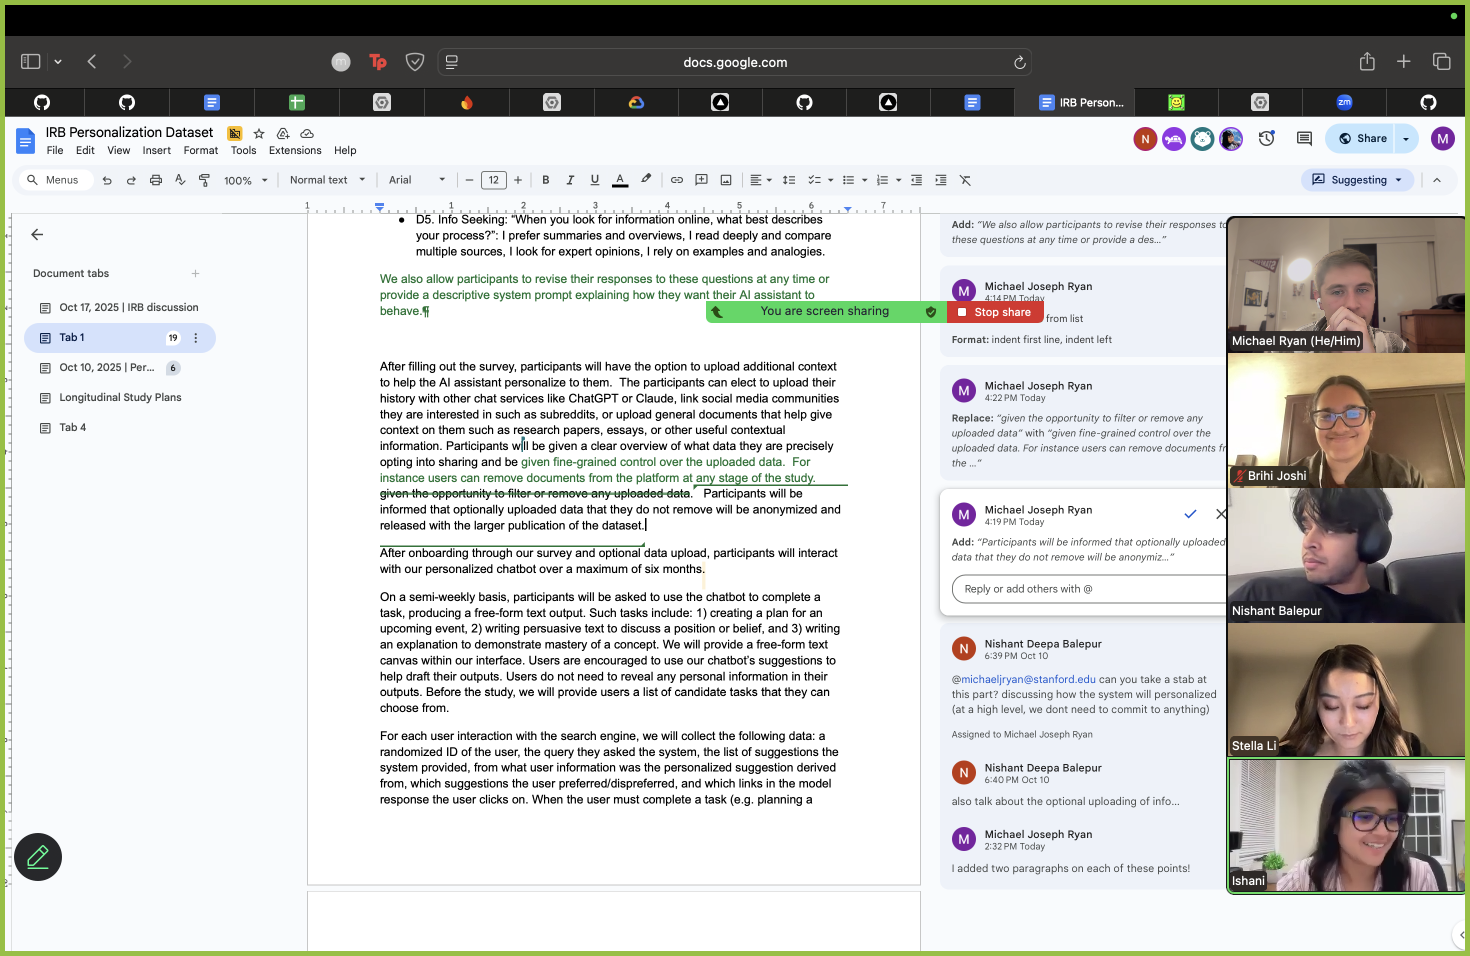 docs.google.com
IRB Person...
zm
IRB Personalization Dataset
File Edit View Insert Format Tools Extensions Help
N
Share
M
Menus
100%
Normal text
Arial
12
Suggesting
1 1 2 3 4 5 6 7
Document tabs
Oct 17, 2025 | IRB discussion
Tab 1 19
Oct 10, 2025 | Per... 6
Longitudinal Study Plans
Tab 4
● D5. Info Seeking: “When you look for information online, what best describes
your process?”: I prefer summaries and overviews, I read deeply and compare
multiple sources, I look for expert opinions, I rely on examples and analogies.
We also allow participants to revise their responses to these questions at any time or
provide a descriptive system prompt explaining how they want their AI assistant to
behave.¶
You are screen sharing
Stop share
After filling out the survey, participants will have the option to upload additional context
to help the AI assistant personalize to them.  The participants can elect to upload their
history with other chat services like ChatGPT or Claude, link social media communities
they are interested in such as subreddits, or upload general documents that help give
context on them such as research papers, essays, or other useful contextual
information. Participants will be given a clear overview of what data they are precisely
opting into sharing and be given fine-grained control over the uploaded data.  For
instance users can remove documents from the platform at any stage of the study.
given the opportunity to filter or remove any uploaded data.   Participants will be
informed that optionally uploaded data that they do not remove will be anonymized and
released with the larger publication of the dataset.
After onboarding through our survey and optional data upload, participants will interact
with our personalized chatbot over a maximum of six months.
On a semi-weekly basis, participants will be asked to use the chatbot to complete a
task, producing a free-form text output. Such tasks include: 1) creating a plan for an
upcoming event, 2) writing persuasive text to discuss a position or belief, and 3) writing
an explanation to demonstrate mastery of a concept. We will provide a free-form text
canvas within our interface. Users are encouraged to use our chatbot’s suggestions to
help draft their outputs. Users do not need to reveal any personal information in their
outputs. Before the study, we will provide users a list of candidate tasks that they can
choose from.
For each user interaction with the search engine, we will collect the following data: a
randomized ID of the user, the query they asked the system, the list of suggestions the
system provided, from what user information was the personalized suggestion derived
from, which suggestions the user preferred/dispreferred, and which links in the model
response the user clicks on. When the user must complete a task (e.g. planning a
Add: “We also allow participants to revise their responses to
these questions at any time or provide a des...”
M
Michael Joseph Ryan
4:14 PM Today
from list
Format: indent first line, indent left
M
Michael Joseph Ryan
4:22 PM Today
Replace: “given the opportunity to filter or remove any
uploaded data” with “given fine-grained control over the
uploaded data. For instance users can remove documents
the ...”
M
Michael Joseph Ryan
4:19 PM Today
Add: “Participants will be informed that optionally uploaded
data that they do not remove will be anonymiz...”
Reply or add others with @
N
Nishant Deepa Balepur
6:39 PM Oct 10
@michaeljryan@stanford.edu can you take a stab at
this part? discussing how the system will personalized
(at a high level, we dont need to commit to anything)
Assigned to Michael Joseph Ryan
N
Nishant Deepa Balepur
6:40 PM Oct 10
also talk about the optional uploading of info...
M
Michael Joseph Ryan
2:32 PM Today
I added two paragraphs on each of these points!
Michael Ryan (He/Him)
Brihi Joshi
Nishant Balepur
Stella Li
Ishani